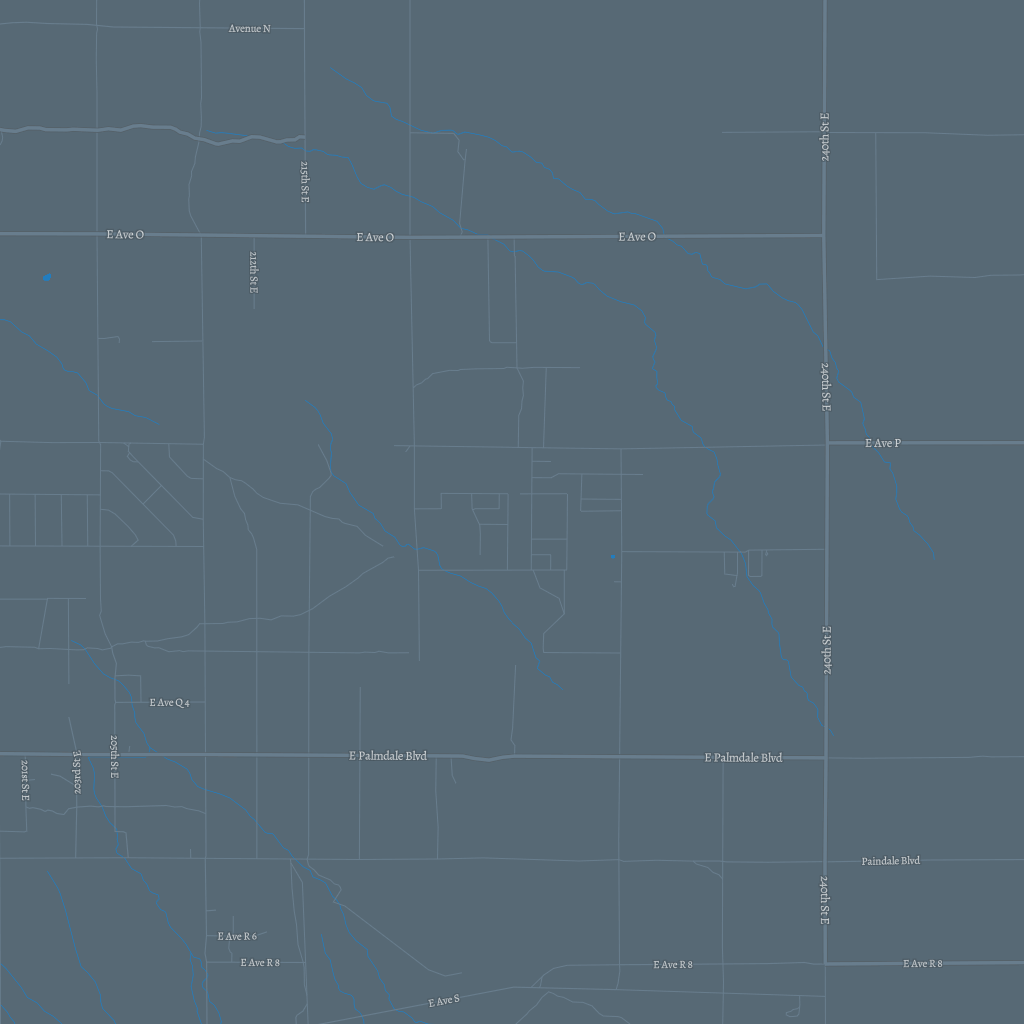 Avenue N
240th St E
215th St E
E Ave O
E Ave O
E Ave O
212th St E
240th St E
E Ave P
240th St E
E Ave Q 4
E Palmdale Blvd
E Palmdale Blvd
205th St E
203rd St E
201st St E
Paindale Blvd
240th St E
E Ave R 6
E Ave R 8
E Ave R 8
E Ave R 8
E Ave S